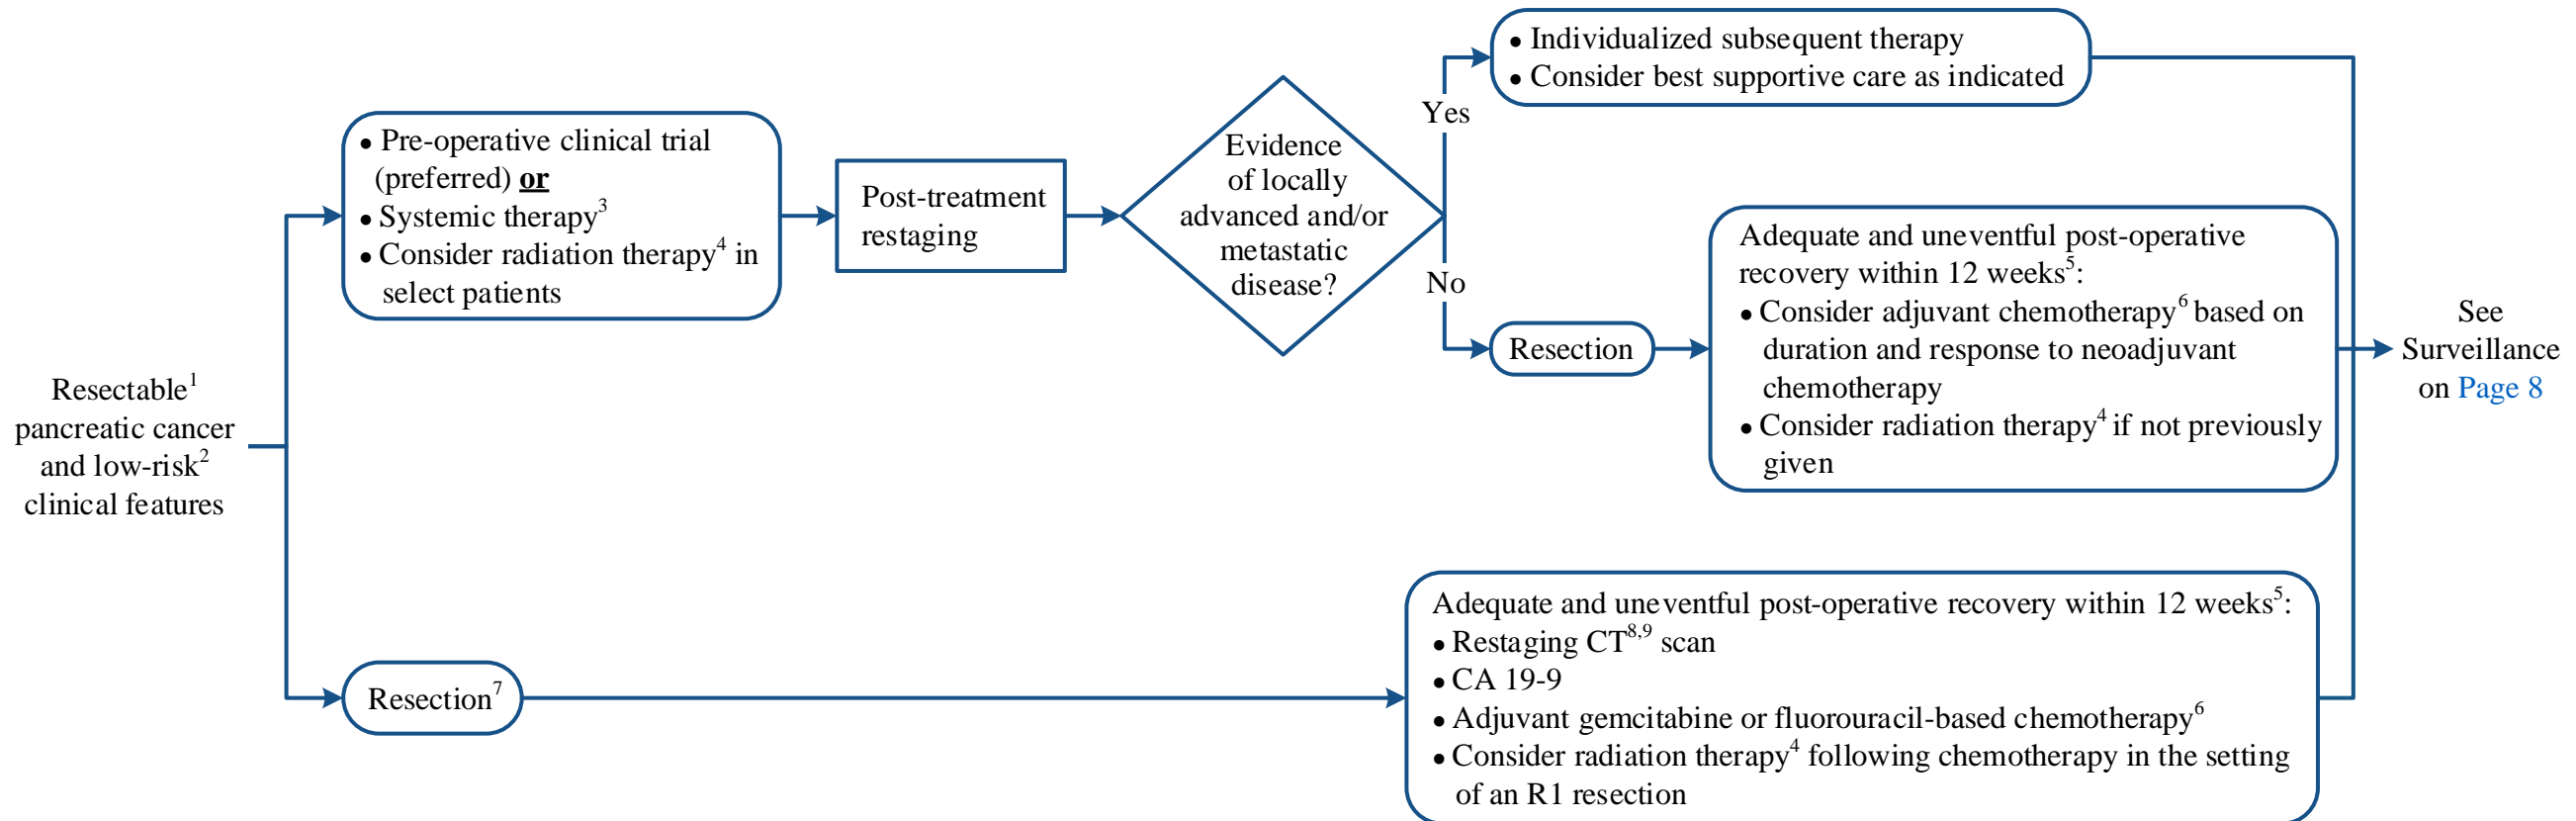 Resectable¹
pancreatic cancer
and low-risk²
clinical features
• Pre-operative clinical trial
(preferred) or
• Systemic therapy³
• Consider radiation therapy⁴ in
select patients
Post-treatment
restaging
Evidence
of locally
advanced and/or
metastatic
disease?
Yes
• Individualized subsequent therapy
• Consider best supportive care as indicated
No
Resection
Adequate and uneventful post-operative
recovery within 12 weeks⁵:
• Consider adjuvant chemotherapy⁶ based on
duration and response to neoadjuvant
chemotherapy
• Consider radiation therapy⁴ if not previously
given
Resection⁷
Adequate and uneventful post-operative recovery within 12 weeks⁵:
• Restaging CT⁸,⁹ scan
• CA 19-9
• Adjuvant gemcitabine or fluorouracil-based chemotherapy⁶
• Consider radiation therapy⁴ following chemotherapy in the setting
of an R1 resection
See
Surveillance
on Page 8